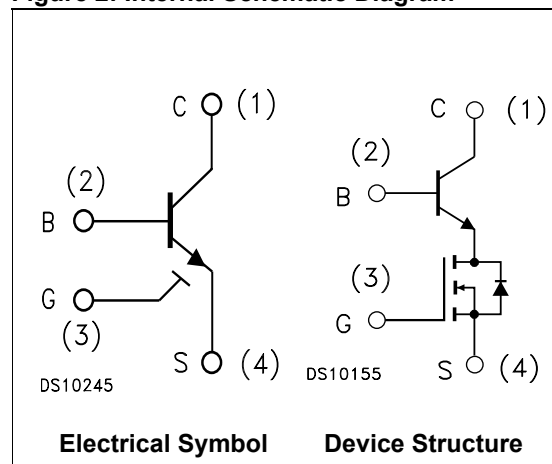 Figure 2: Internal Schematic Diagram
C (1)
(2)
B
G
(3)
S (4)
DS10245
C (1)
(2)
B
(3)
G
S (4)
DS10155
Electrical Symbol
Device Structure